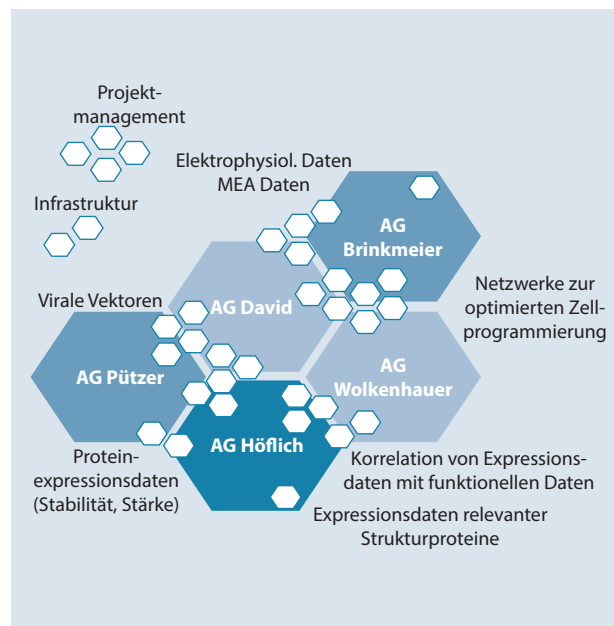 Projekt-
management
Elektrophysiol. Daten
MEA Daten
Infrastruktur
AG
Brinkmeier
Netzwerke zur
optimierten Zell-
programmierung
Virale Vektoren
AG David
AG Pützer
AG
Wolkenhauer
AG Höflich
Protein-
expressionsdaten
(Stabilität, Stärke)
Korrelation von Expressions-
daten mit funktionellen Daten
Expressionsdaten relevanter
Strukturproteine